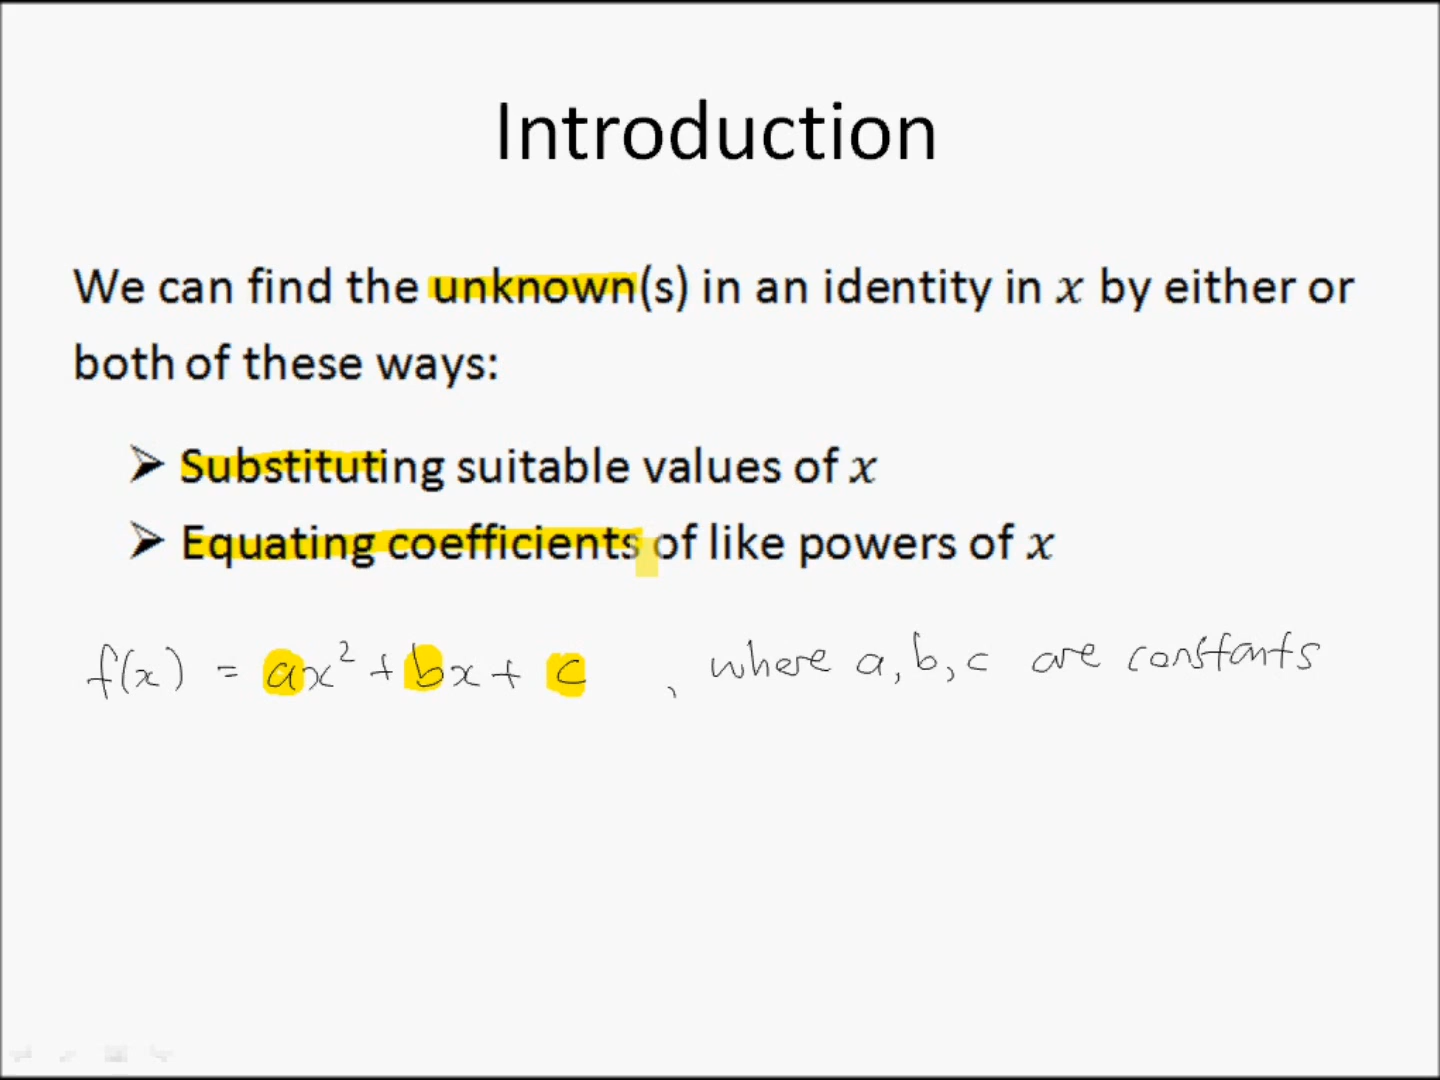 Introduction
We can find the unknown(s) in an identity in x by either or
both of these ways:
➤ Substituting suitable values of x
➤ Equating coefficients of like powers of x
f(x) = ax² + bx + c , where a, b, c are constants